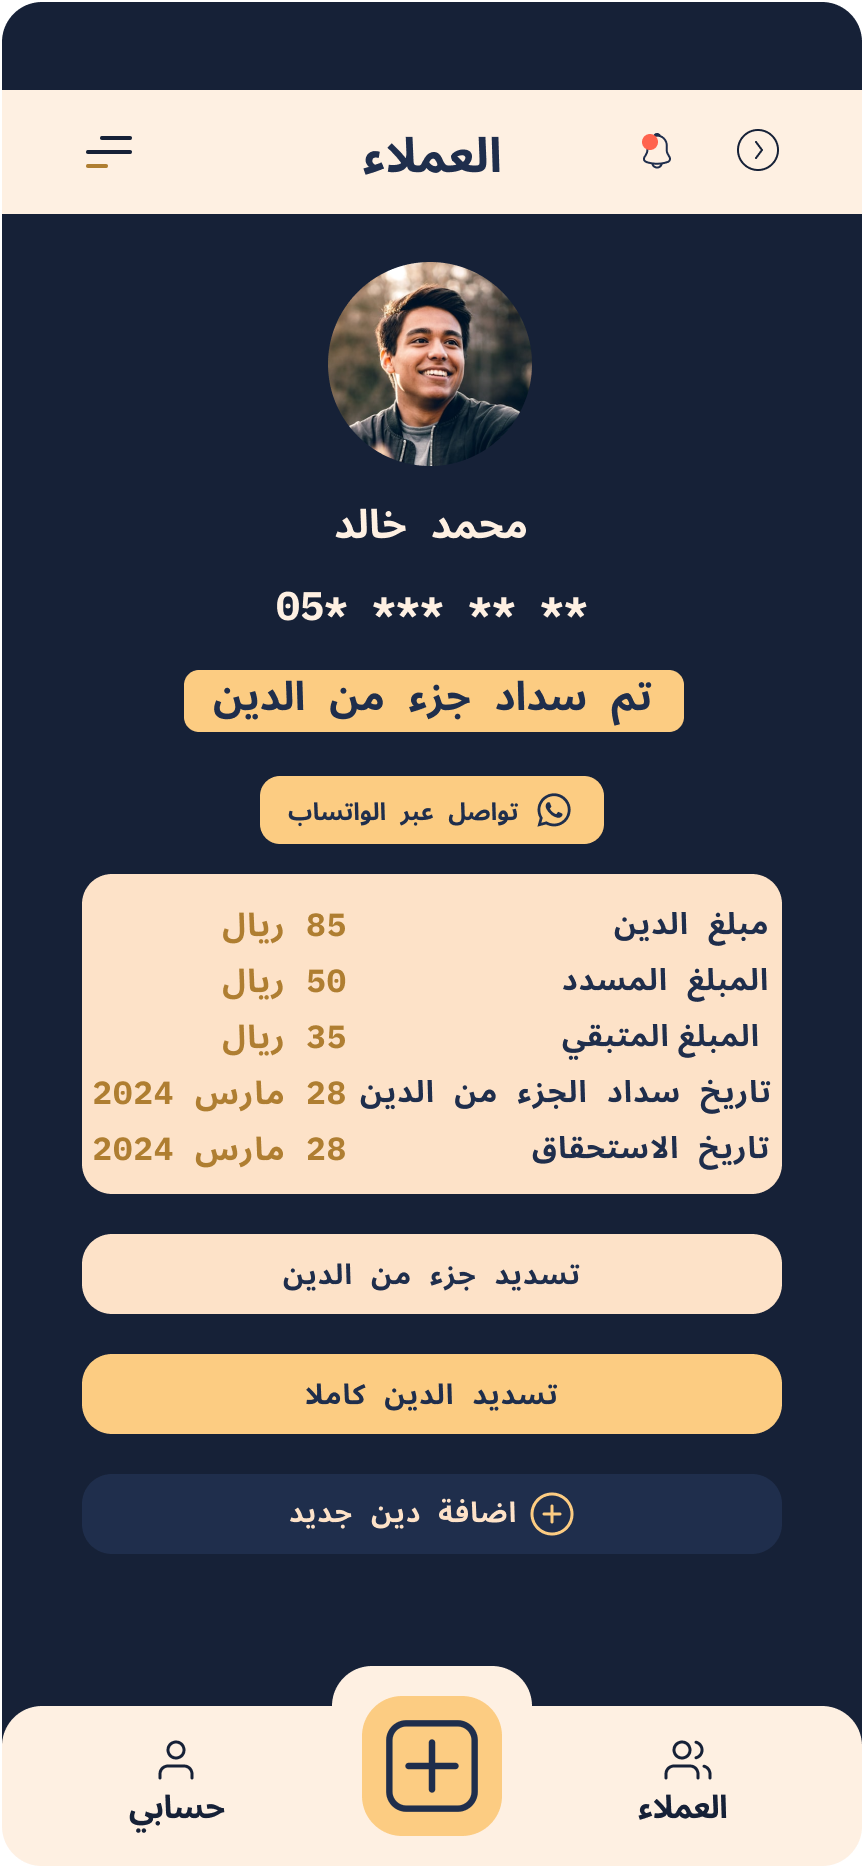 العملاء
محمد خالد
05* *** ** **
تم سداد جزء من الدين
تواصل عبر الواتساب
مبلغ الدين 85 ريال
المبلغ المسدد 50 ريال
المبلغ المتبقي 35 ريال
تاريخ سداد الجزء من الدين 28 مارس 2024
تاريخ الاستحقاق 28 مارس 2024
تسديد جزء من الدين
تسديد الدين كاملا
اضافة دين جديد
العملاء حسابي